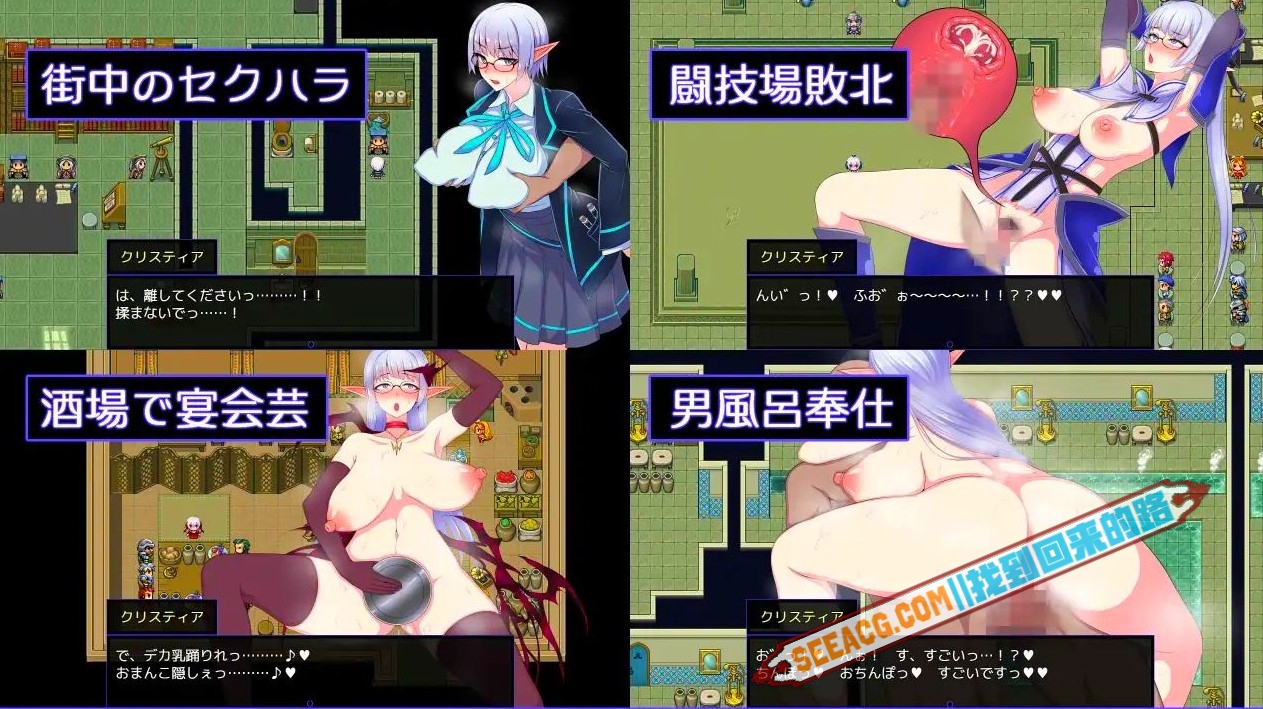 街中のセクハラ
クリスティア
は、離してくださいっ………！！
揉まないでっ……！
闘技場敗北
クリスティア
んい゛っ！♥　ふお゛ぉ～～～～…！！？？♥♥
酒場で宴会芸
クリスティア
で、デカ乳踊りれっ………♪♥
おまんこ隠しぇっ………♪♥
男風呂奉仕
クリスティア
す、すごいっ…！？♥
おちんぽっ♥　すごいですっ♥♥
SEEACG.COM||找到回来的路